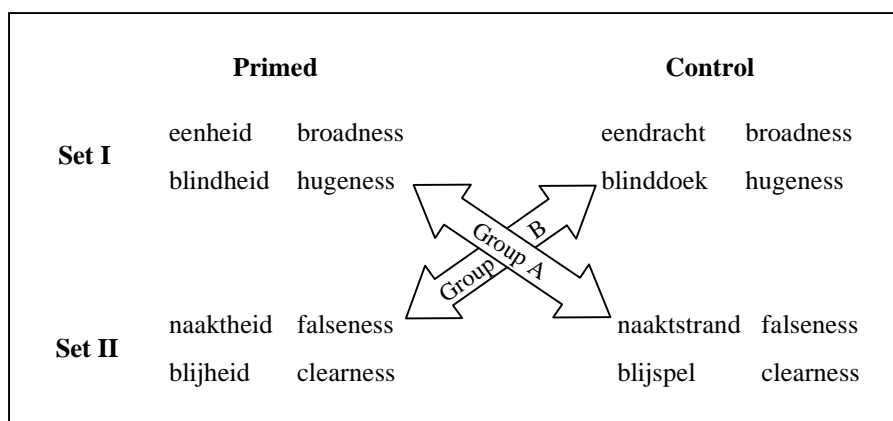 Primed Control
Set I
eenheid broadness eendracht broadness
blindheid hugeness blinddoek hugeness
Group A
Group B
Set II
naaktheid falseness naaktstrand falseness
blijheid clearness blijspel clearness